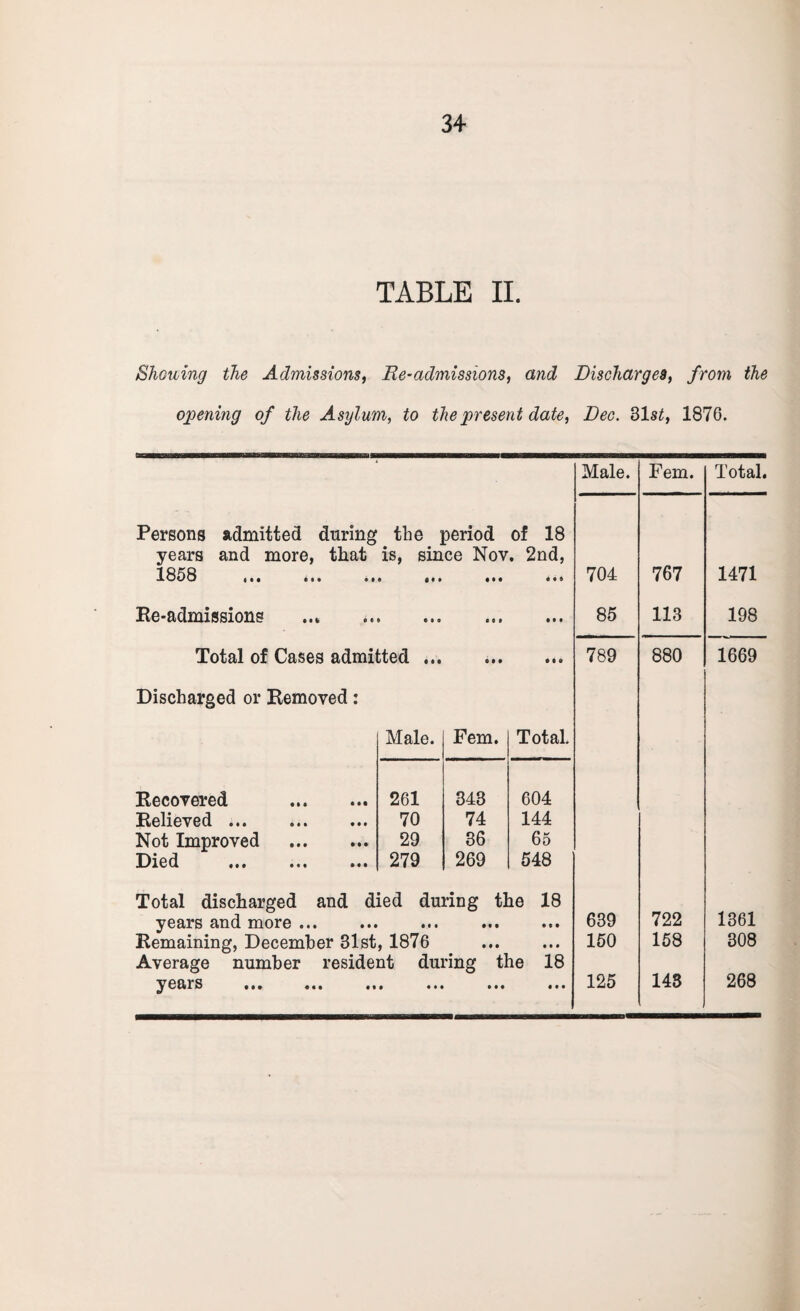 34
TABLE II.
Showing the Admissions, Re-admissions, and Discharges, from the
opening of the Asylum, to the present date, Dec. 31st, 1876.
Male. Fem. Total.
Persons admitted during the period of 18
years and more, that is, since Nov. 2nd,
1858 ... ... ... ... ... ... 704 767 1471
Re-admissions ... ... ... ... ... 85 113 198
Total of Cases admitted ... ... ... 789 880 1669
Discharged or Removed:
Male. Fem. Total.
Recovered ... ... 261 343 604
Relieved ... ... ... 70 74 144
Not Improved ... ... 29 36 65
Died ... ... ... 279 269 548
Total discharged and died during the 18
years and more ... ... ... ... ... 639 722 1361
Remaining, December 31st, 1876 ... ... 150 158 308
Average number resident during the 18
years ... ... ... ... ... ... 125 143 268